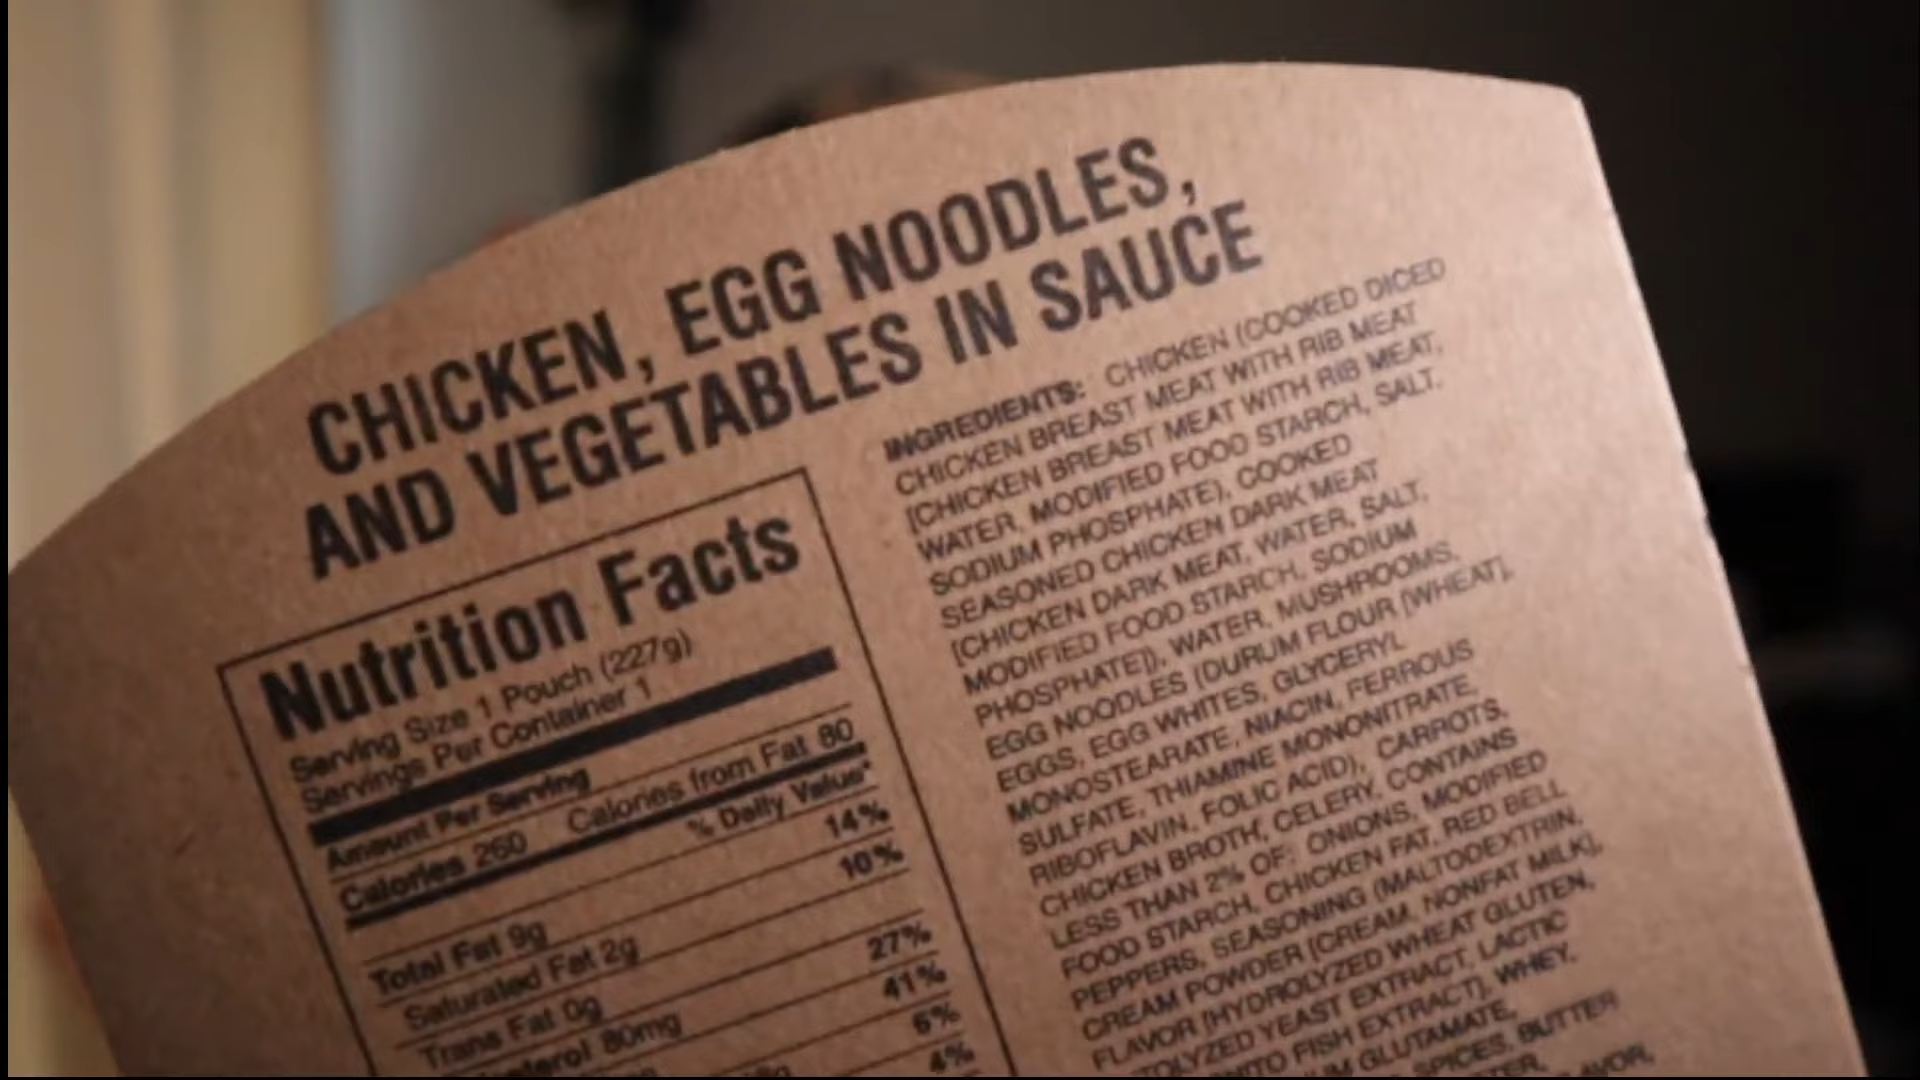 CHICKEN, EGG NOODLES,
AND VEGETABLES IN SAUCE
Nutrition Facts
Serving Size 1 Pouch (227g)
Servings Per Container 1
Amount Per Serving
Calories 260 Calories from Fat 80
% Daily Value*
Total Fat 9g 14%
Saturated Fat 2g 10%
Trans Fat 0g
80mg 27%
41%
6%
4%
INGREDIENTS: CHICKEN (COOKED DICED
CHICKEN BREAST MEAT WITH RIB MEAT
[CHICKEN BREAST MEAT WITH RIB MEAT,
WATER, MODIFIED FOOD STARCH, SALT,
SODIUM PHOSPHATE), COOKED
SEASONED CHICKEN DARK MEAT
[CHICKEN DARK MEAT, WATER, SALT,
MODIFIED FOOD STARCH, SODIUM
PHOSPHATE]), WATER, MUSHROOMS,
EGG NOODLES (DURUM FLOUR [WHEAT],
EGGS, EGG WHITES, GLYCERYL
MONOSTEARATE, NIACIN, FERROUS
SULFATE, THIAMINE MONONITRATE,
RIBOFLAVIN, FOLIC ACID), CARROTS,
CHICKEN BROTH, CELERY, CONTAINS
LESS THAN 2% OF: ONIONS, MODIFIED
FOOD STARCH, CHICKEN FAT, RED BELL
PEPPERS, SEASONING (MALTODEXTRIN,
CREAM POWDER [CREAM, NONFAT MILK],
FLAVOR [HYDROLYZED WHEAT GLUTEN,
YEAST EXTRACT, LACTIC
FISH EXTRACT], WHEY,
GLUTAMATE,
SPICES, BUTTER